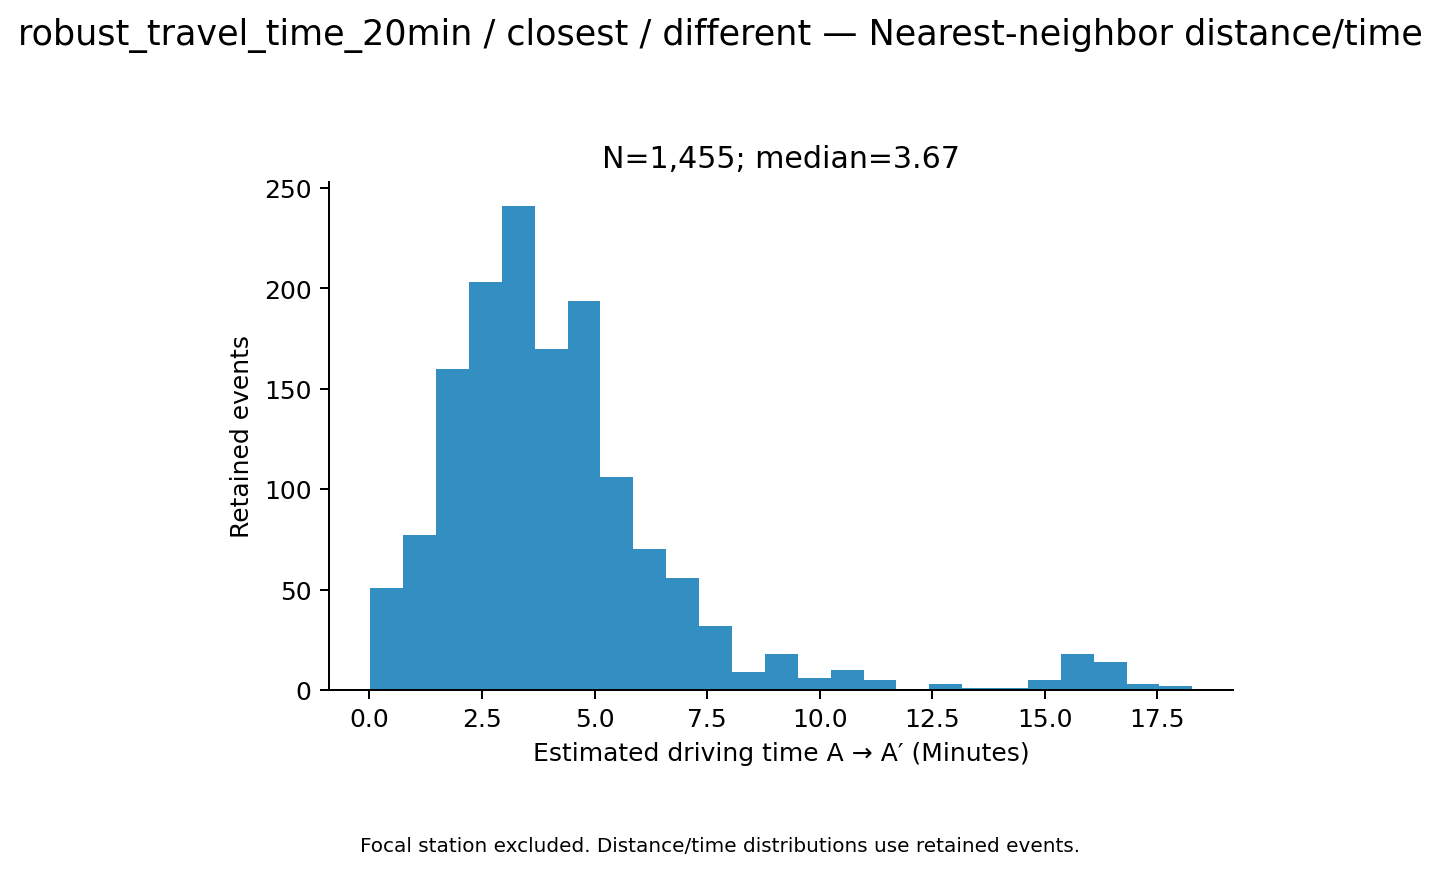 robust_travel_time_20min / closest / different — Nearest-neighbor distance/time
N=1,455; median=3.67
250
200
150
100
50
0
Retained events
0.0 2.5 5.0 7.5 10.0 12.5 15.0 17.5
Estimated driving time A → A′ (Minutes)
Focal station excluded. Distance/time distributions use retained events.